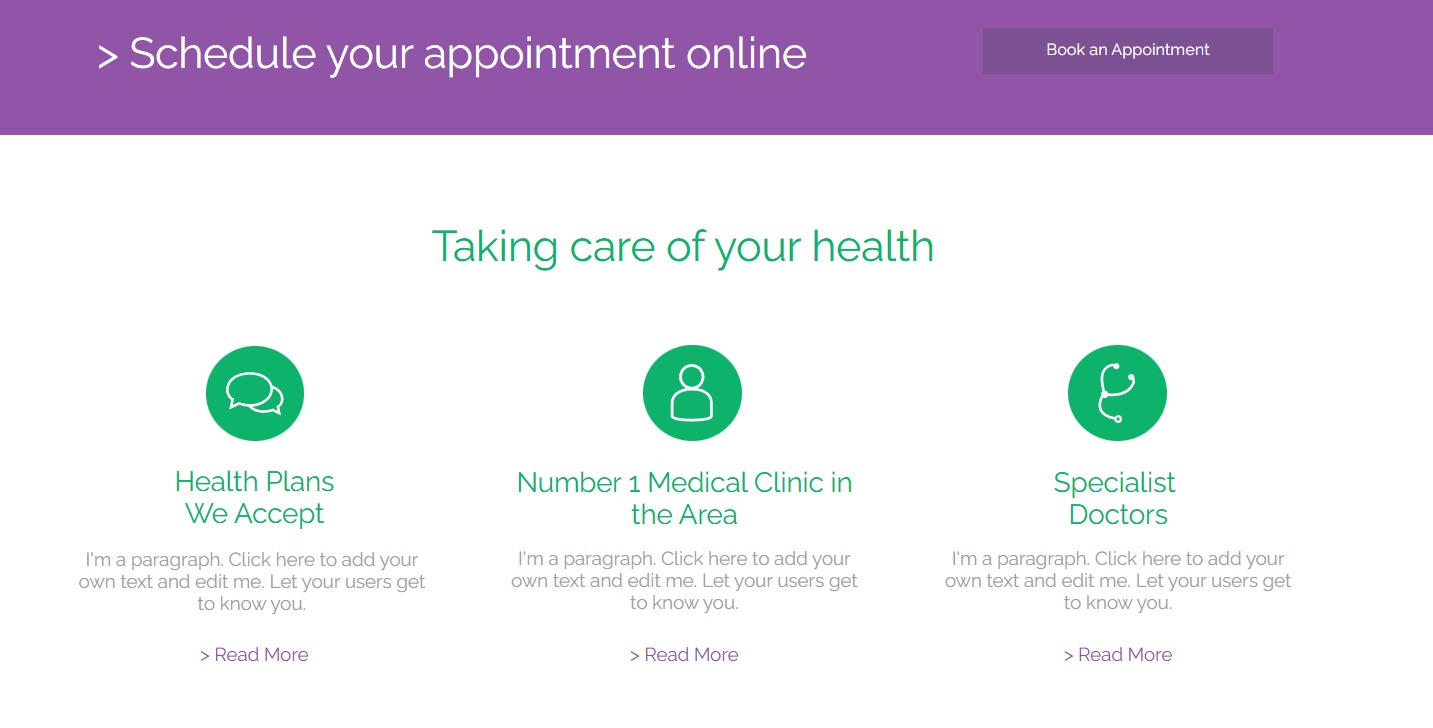 > Schedule your appointment online
Book an Appointment
Taking care of your health
Health Plans
We Accept
I'm a paragraph. Click here to add your
own text and edit me. Let your users get
to know you.
> Read More
Number 1 Medical Clinic in
the Area
I'm a paragraph. Click here to add your
own text and edit me. Let your users get
to know you.
> Read More
Specialist
Doctors
I'm a paragraph. Click here to add your
own text and edit me. Let your users get
to know you.
> Read More